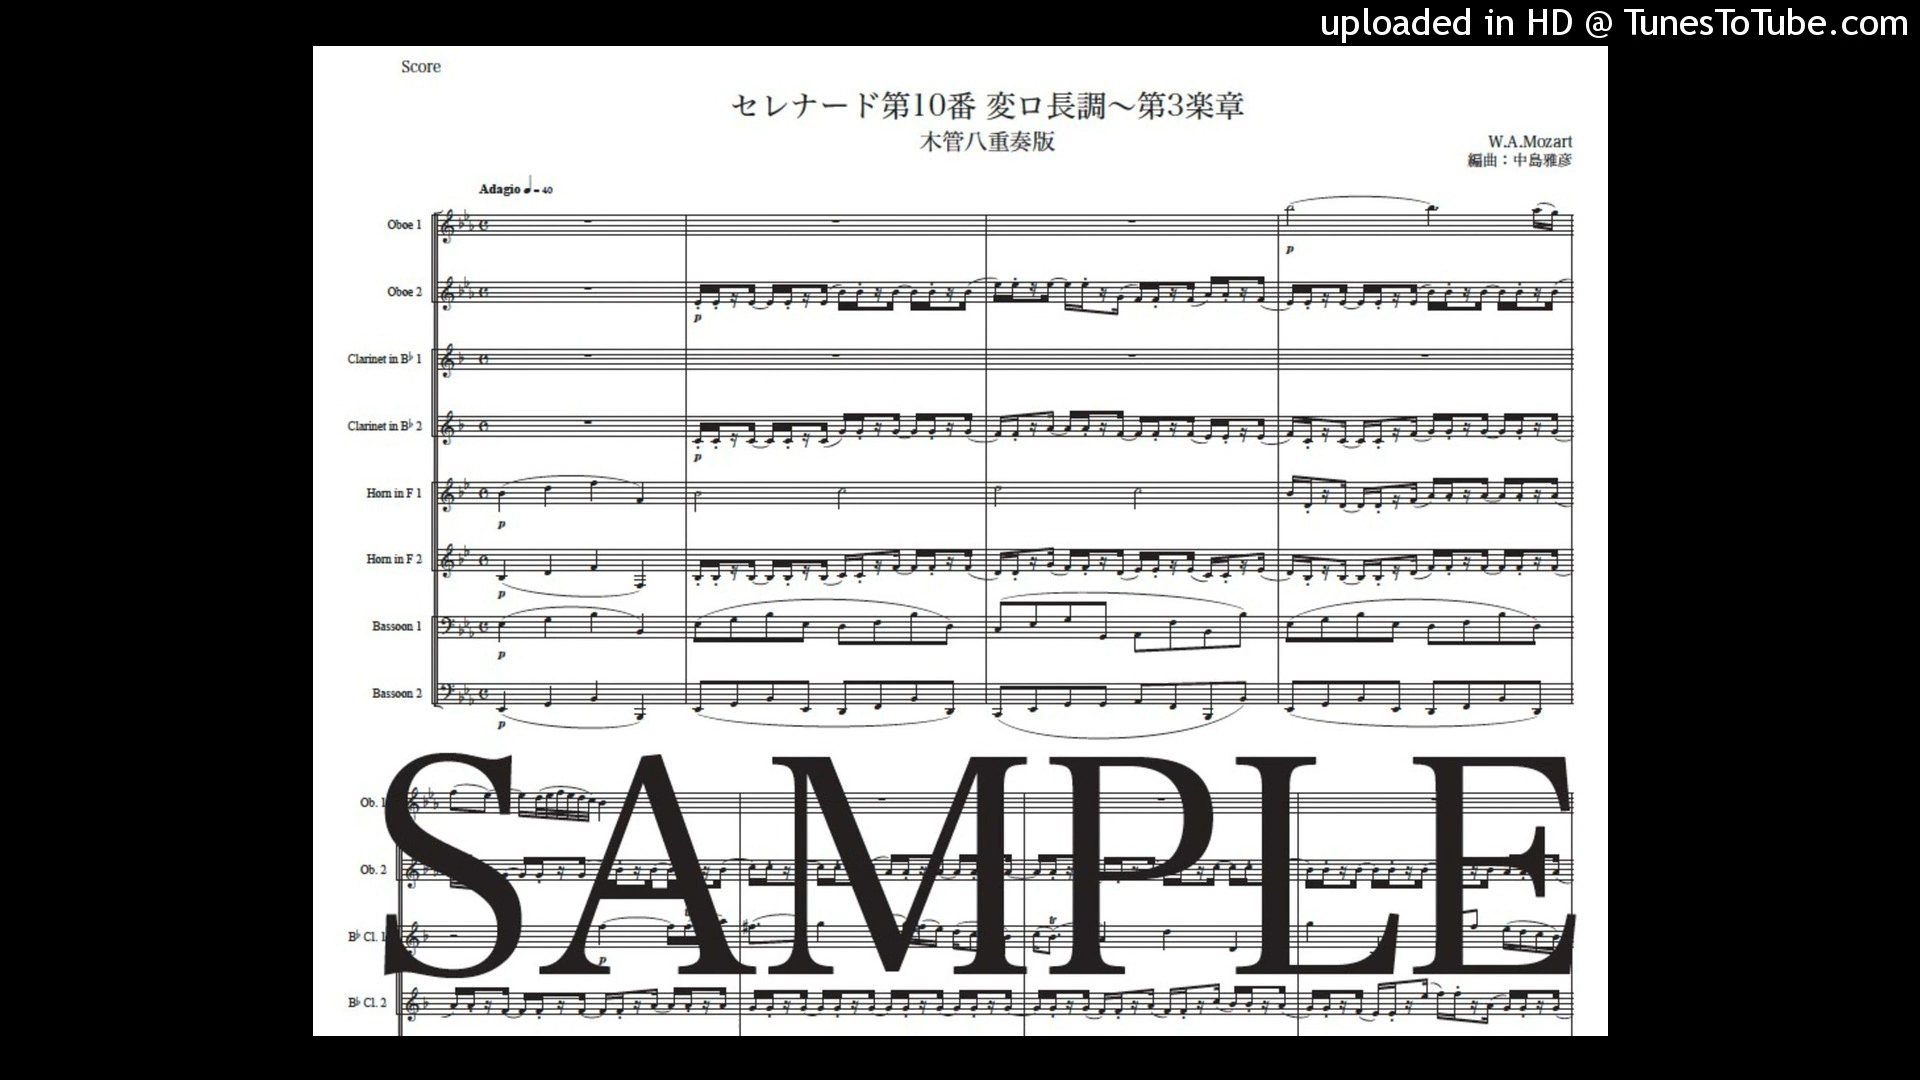 uploaded in HD @ TunesToTube.com
Score
セレナード第10番 変ロ長調～第3楽章
木管八重奏版
W.A.Mozart
編曲：中島雅彦
Adagio ♩= 40
Oboe 1
p
Oboe 2
p
Clarinet in B♭ 1
Clarinet in B♭ 2
p
Horn in F 1
p
Horn in F 2
p
Bassoon 1
p
Bassoon 2
p
SAMPLE
Ob. 1
Ob. 2
B♭ Cl. 1
tr
p
B♭ Cl. 2